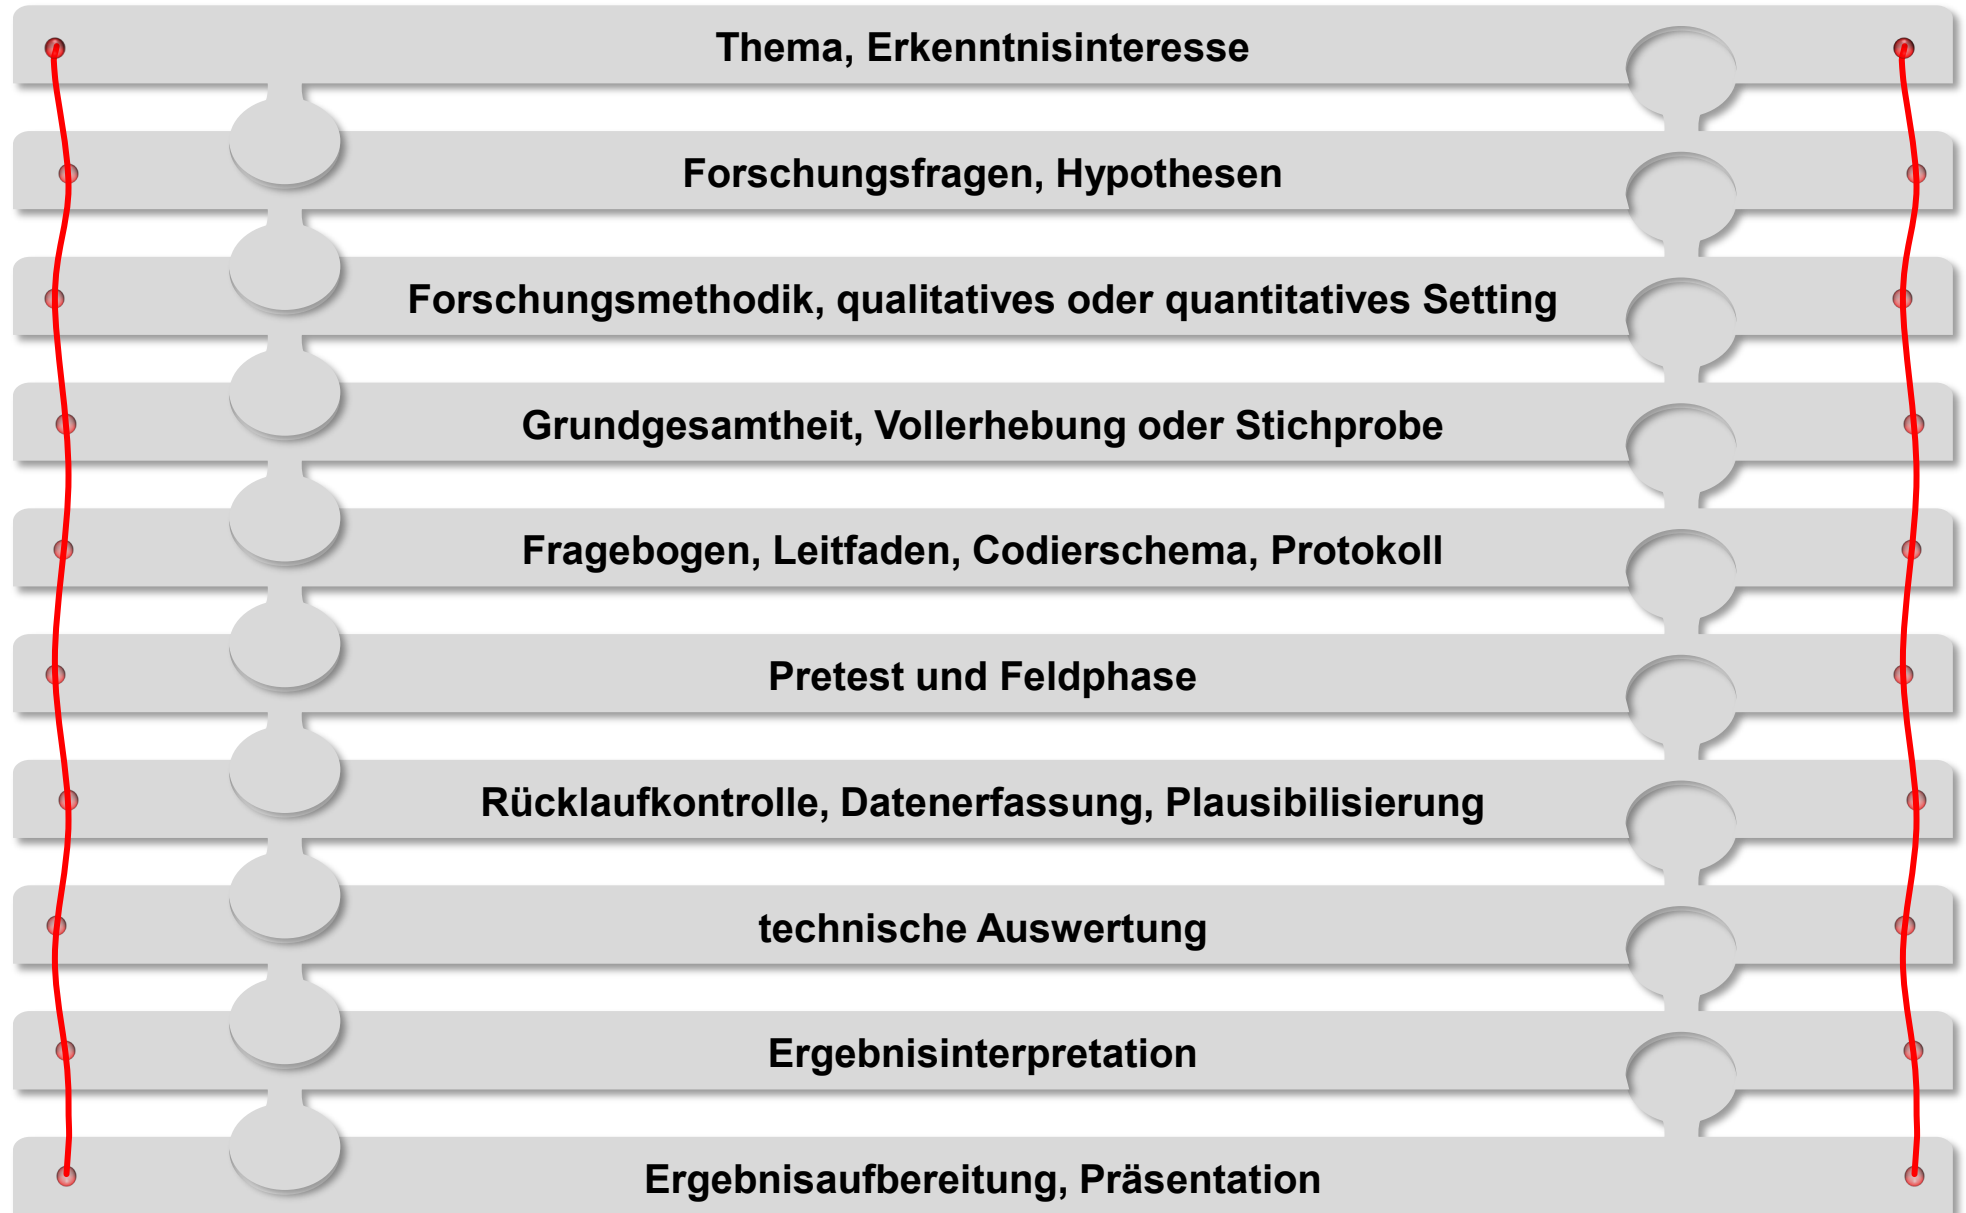 Thema, Erkenntnisinteresse
Forschungsfragen, Hypothesen
Forschungsmethodik, qualitatives oder quantitatives Setting
Grundgesamtheit, Vollerhebung oder Stichprobe
Fragebogen, Leitfaden, Codierschema, Protokoll
Pretest und Feldphase
Rücklaufkontrolle, Datenerfassung, Plausibilisierung
technische Auswertung
Ergebnisinterpretation
Ergebnisaufbereitung, Präsentation